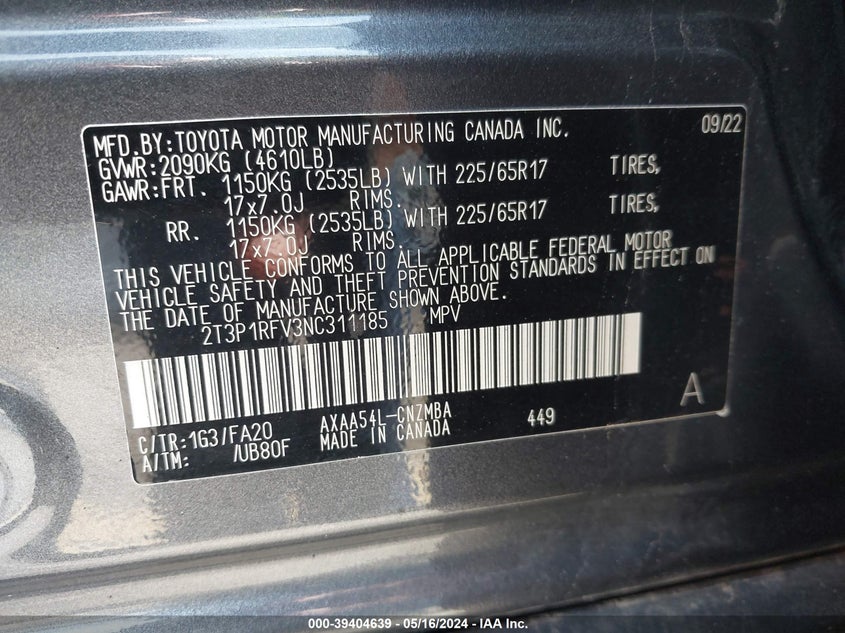 MFD.BY:TOYOTA MOTOR MANUFACTURING CANADA INC. 09/22
GVWR:2090KG (4610LB)
GAWR:FRT. 1150KG (2535LB) WITH 225/65R17 TIRES,
17x7.0J RIMS.
RR. 1150KG (2535LB) WITH 225/65R17 TIRES,
17x7.0J RIMS.
THIS VEHICLE CONFORMS TO ALL APPLICABLE FEDERAL MOTOR
VEHICLE SAFETY AND THEFT PREVENTION STANDARDS IN EFFECT ON
THE DATE OF MANUFACTURE SHOWN ABOVE.
2T3P1RFV3NC311185 MPV
A
C/TR:1G3/FA20 AXAA54L-CNZMBA 449
A/TM: /UB80F MADE IN CANADA
000-39404639 - 05/16/2024 - IAA Inc.